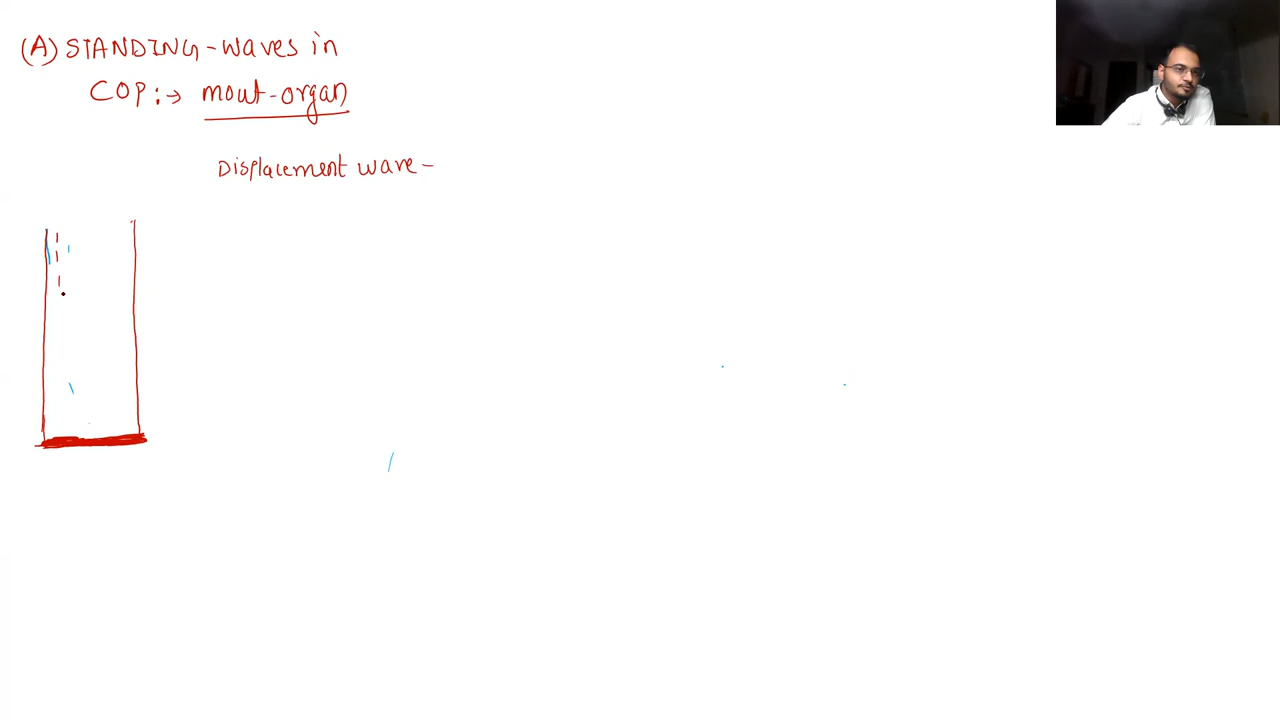 (A) STANDING-waves in
COP:→ mout-organ
Displacement wave-